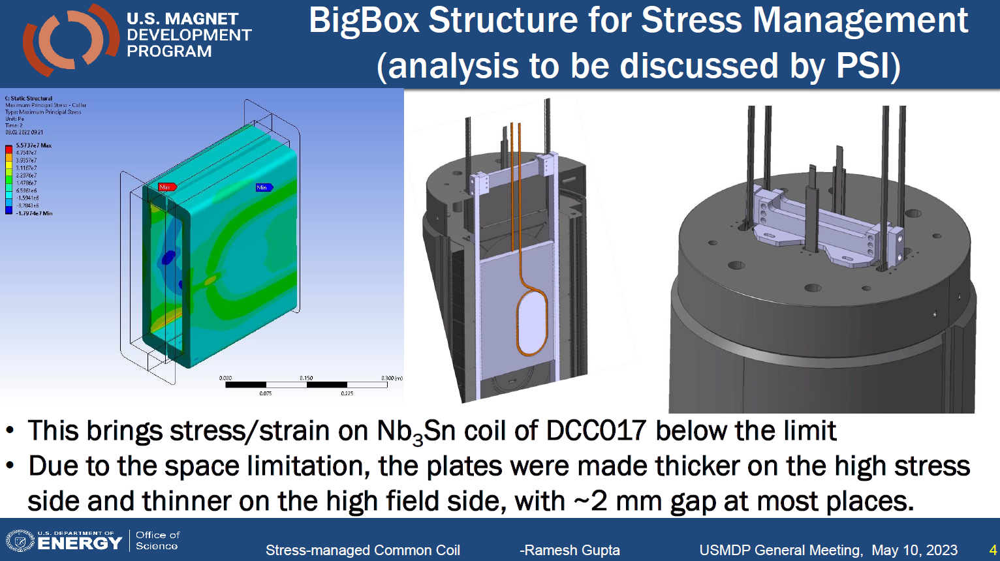 U.S. MAGNET
DEVELOPMENT
PROGRAM
BigBox Structure for Stress Management
(analysis to be discussed by PSI)
C: Static Structural
Maximum Principal Stress - Collar
Type: Maximum Principal Stress
Unit: Pa
Time: 2
08.02.2022 09:21
5.5737e7 Max
4.7547e7
3.9357e7
3.1167e7
2.2976e7
1.4786e7
6.5961e6
-1.5941e6
-9.7843e6
-1.7974e7 Min
Max
Min
0.000
0.150
0.300 (m)
0.075
0.225
• This brings stress/strain on Nb3Sn coil of DCC017 below the limit
• Due to the space limitation, the plates were made thicker on the high stress
side and thinner on the high field side, with ~2 mm gap at most places.
U.S. DEPARTMENT OF
ENERGY
Office of
Science
Stress-managed Common Coil -Ramesh Gupta USMDP General Meeting, May 10, 2023 4